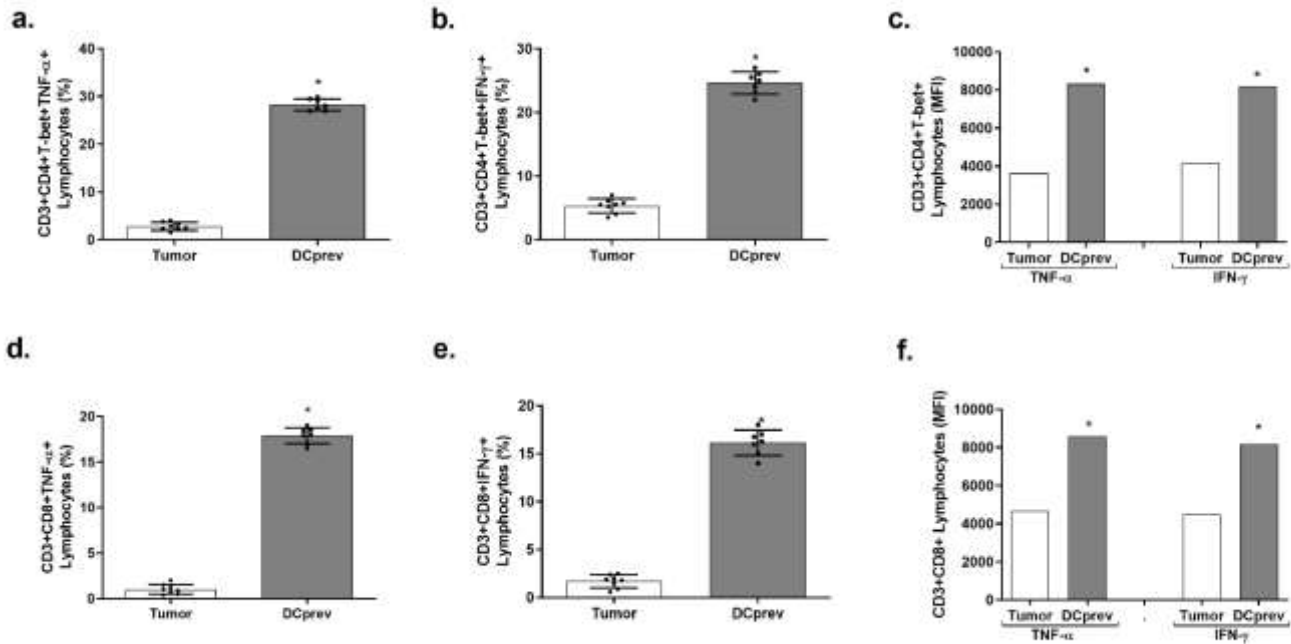 a.
CD3+CD4+T-bet+TNF-α+
Lymphocytes (%)
40
30
20
10
0
*
Tumor
DCprev
b.
CD3+CD4+T-bet+IFN-γ+
Lymphocytes (%)
30
20
10
0
*
Tumor
DCprev
c.
CD3+CD4+T-bet+
Lymphocytes (MFI)
10000
8000
6000
4000
2000
0
*
*
Tumor DCprev
Tumor DCprev
TNF-α
IFN-γ
d.
CD3+CD8+TNF-α+
Lymphocytes (%)
20
15
10
5
0
*
Tumor
DCprev
e.
CD3+CD8+IFN-γ+
Lymphocytes (%)
20
15
10
5
0
*
Tumor
DCprev
f.
CD3+CD8+ Lymphocytes (MFI)
10000
8000
6000
4000
2000
0
*
*
Tumor DCprev
Tumor DCprev
TNF-α
IFN-γ